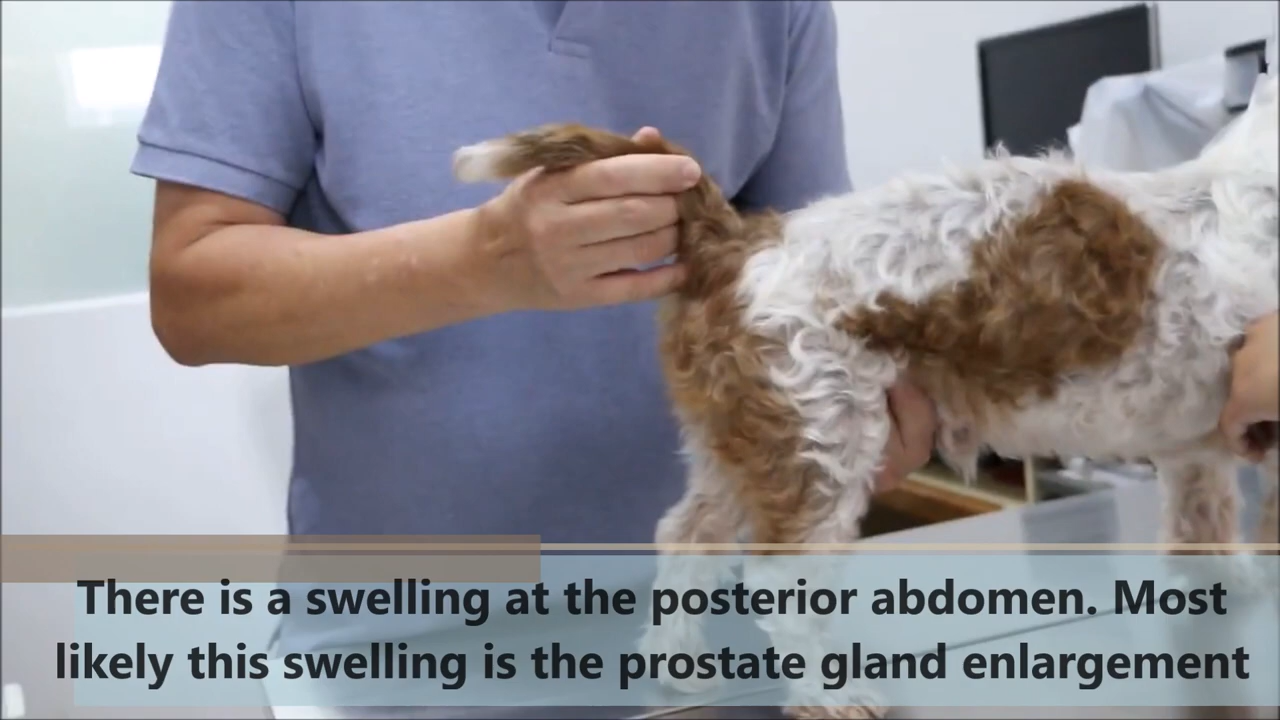 There is a swelling at the posterior abdomen. Most
likely this swelling is the prostate gland enlargement